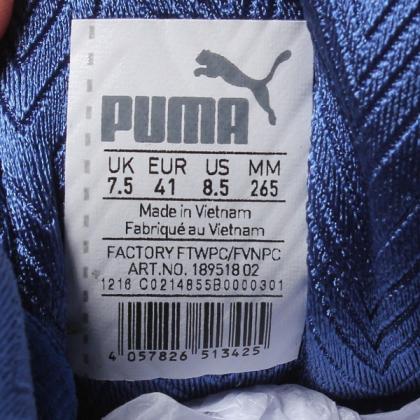 PUMA
UK EUR US MM
7.5 41 8.5 265
Made in Vietnam
Fabriqué au Vietnam
FACTORY FTWPC/FVNPC
ART.NO. 189518 02
1216 C0214855B0000301
4 057826 513425